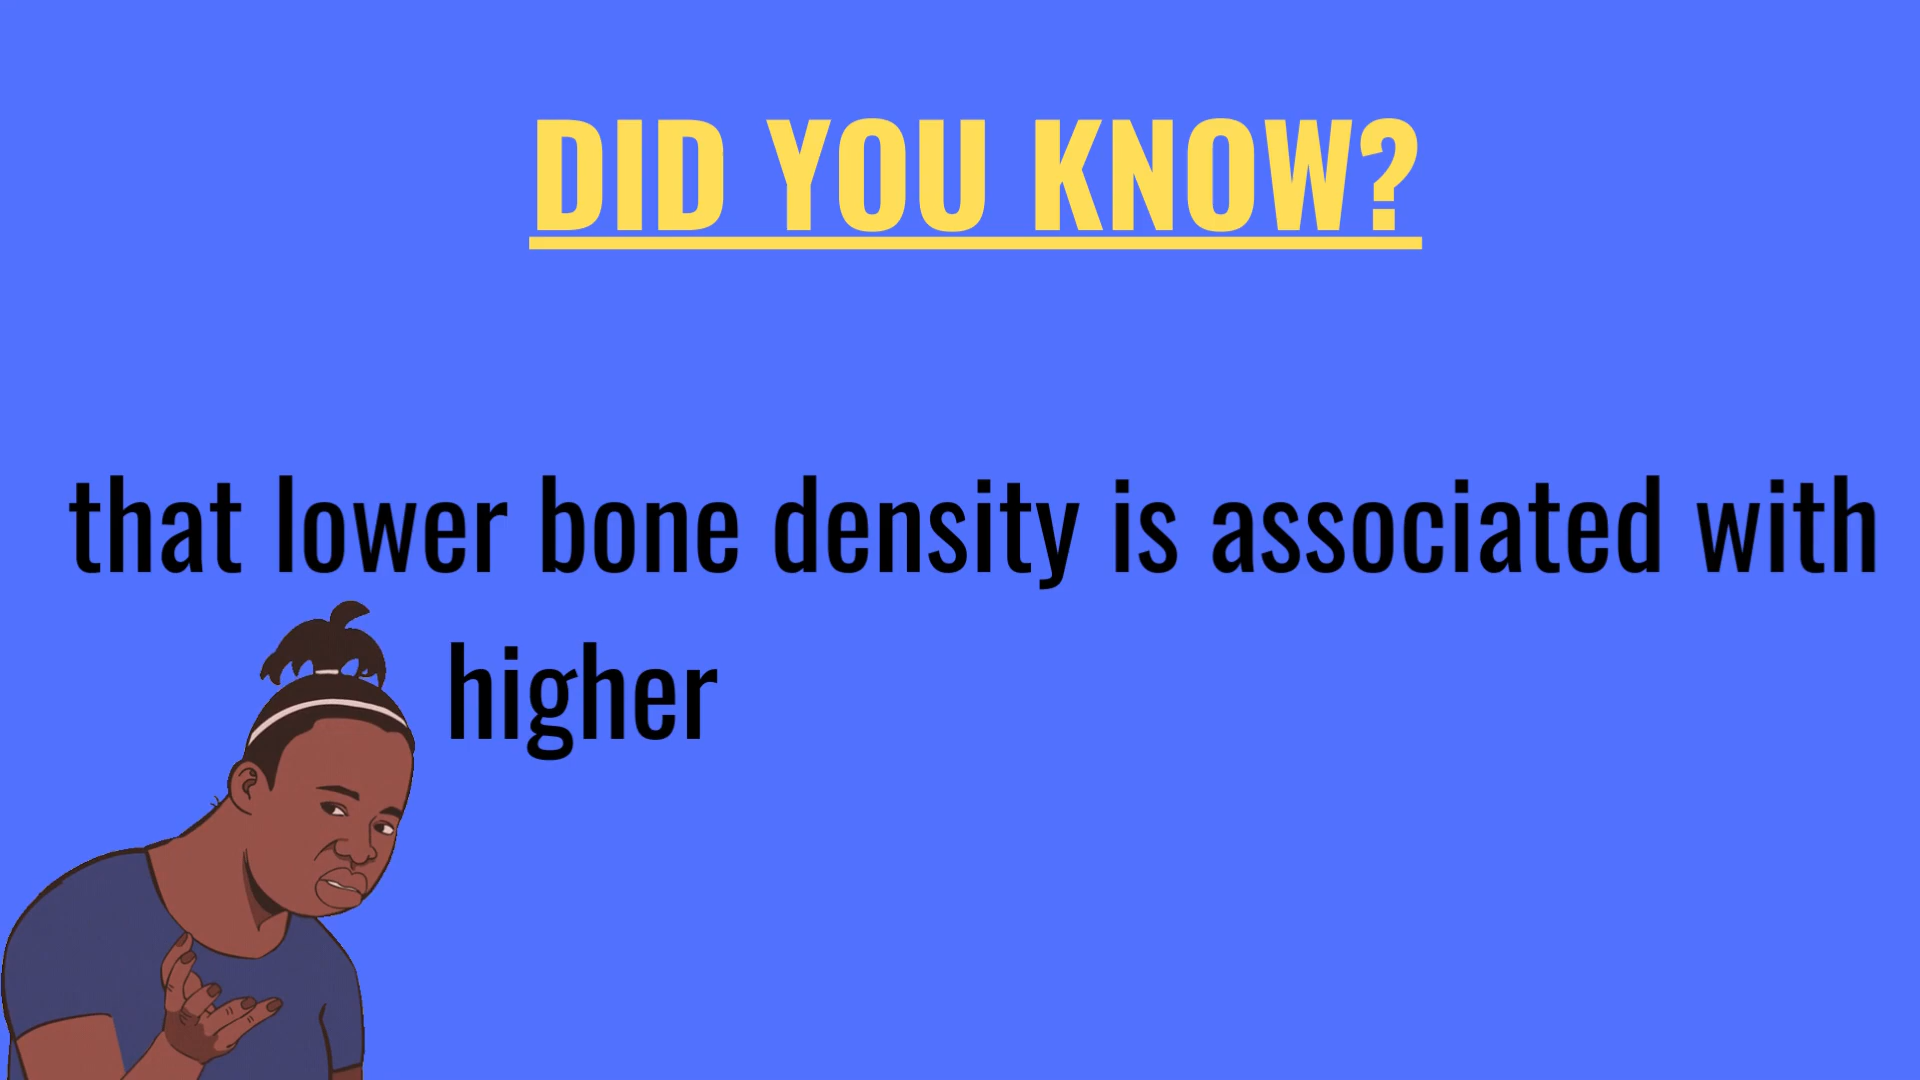 DID YOU KNOW?
that lower bone density is associated with
higher